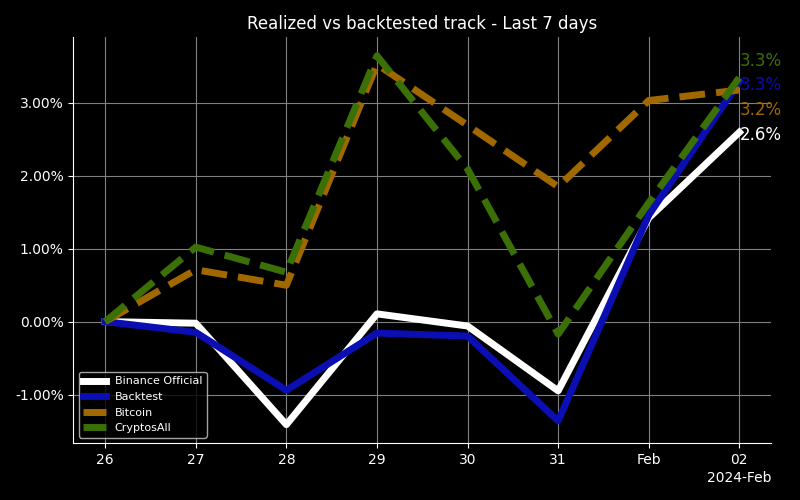 Realized vs backtested track - Last 7 days
3.3%
3.3%
3.2%
2.6%
3.00%
2.00%
1.00%
0.00%
-1.00%
Binance Official
Backtest
Bitcoin
CryptosAll
26 27 28 29 30 31 Feb 02
2024-Feb